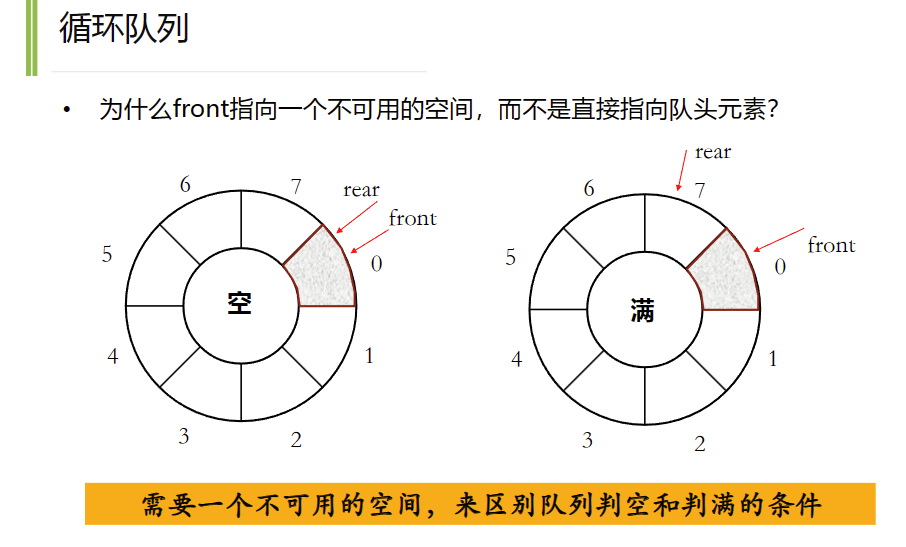 循环队列
• 为什么front指向一个不可用的空间，而不是直接指向队头元素？
rear
6
7
rear
front
5
0
空
4
1
3
2
6
7
front
5
0
满
4
1
3
2
需要一个不可用的空间，来区别队列判空和判满的条件